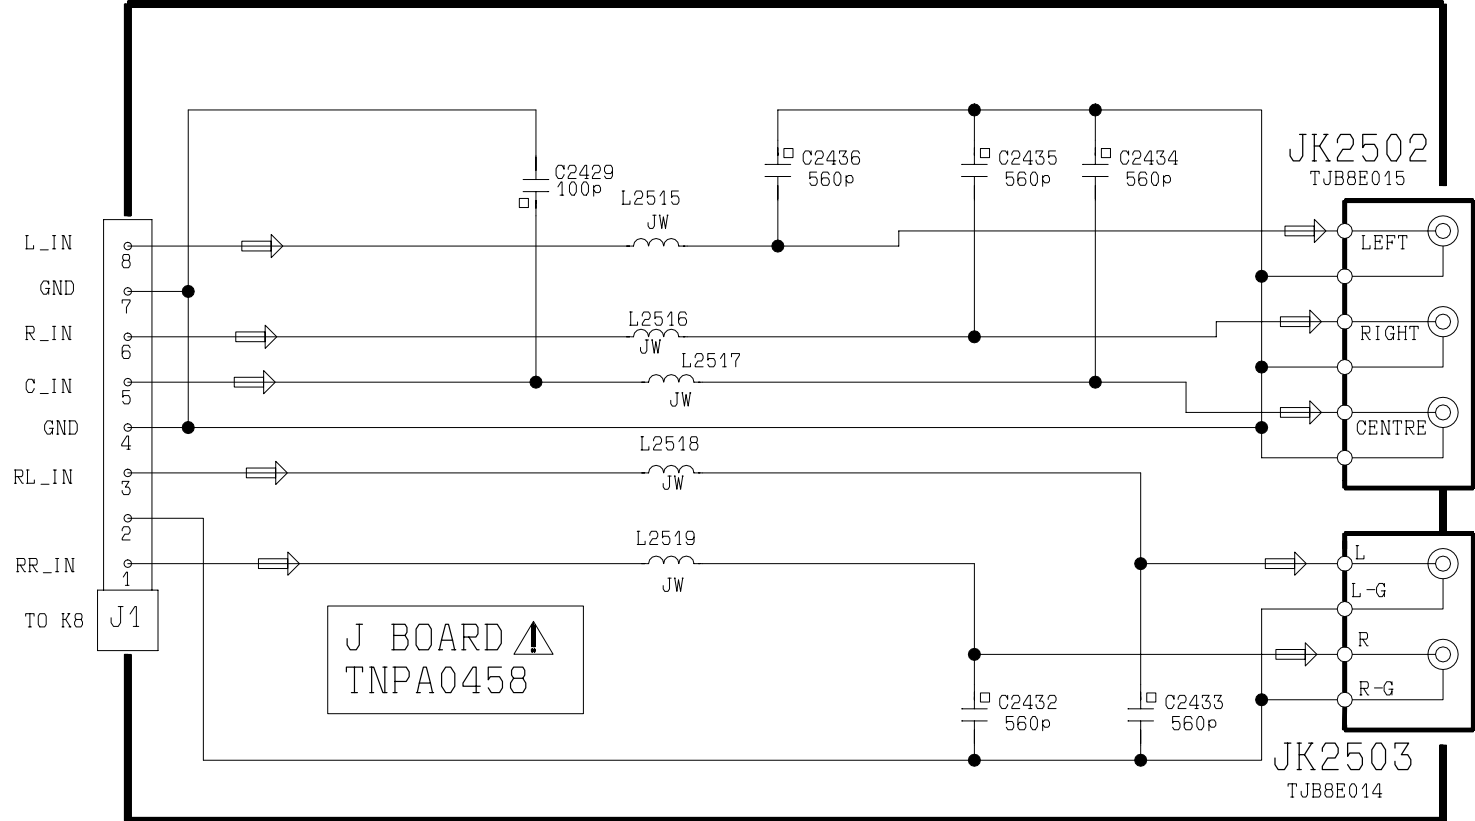 JK2502
TJB8E015
C2429
100p
C2436
560p
C2435
560p
C2434
560p
L2515
JW
L_IN
8
LEFT
GND
7
R_IN
6
L2516
JW
RIGHT
L2517
JW
C_IN
5
GND
4
CENTRE
L2518
JW
RL_IN
3
2
L2519
JW
RR_IN
1
L
L-G
TO K8
J1
J BOARD
TNPA0458
R
R-G
C2432
560p
C2433
560p
JK2503
TJB8E014